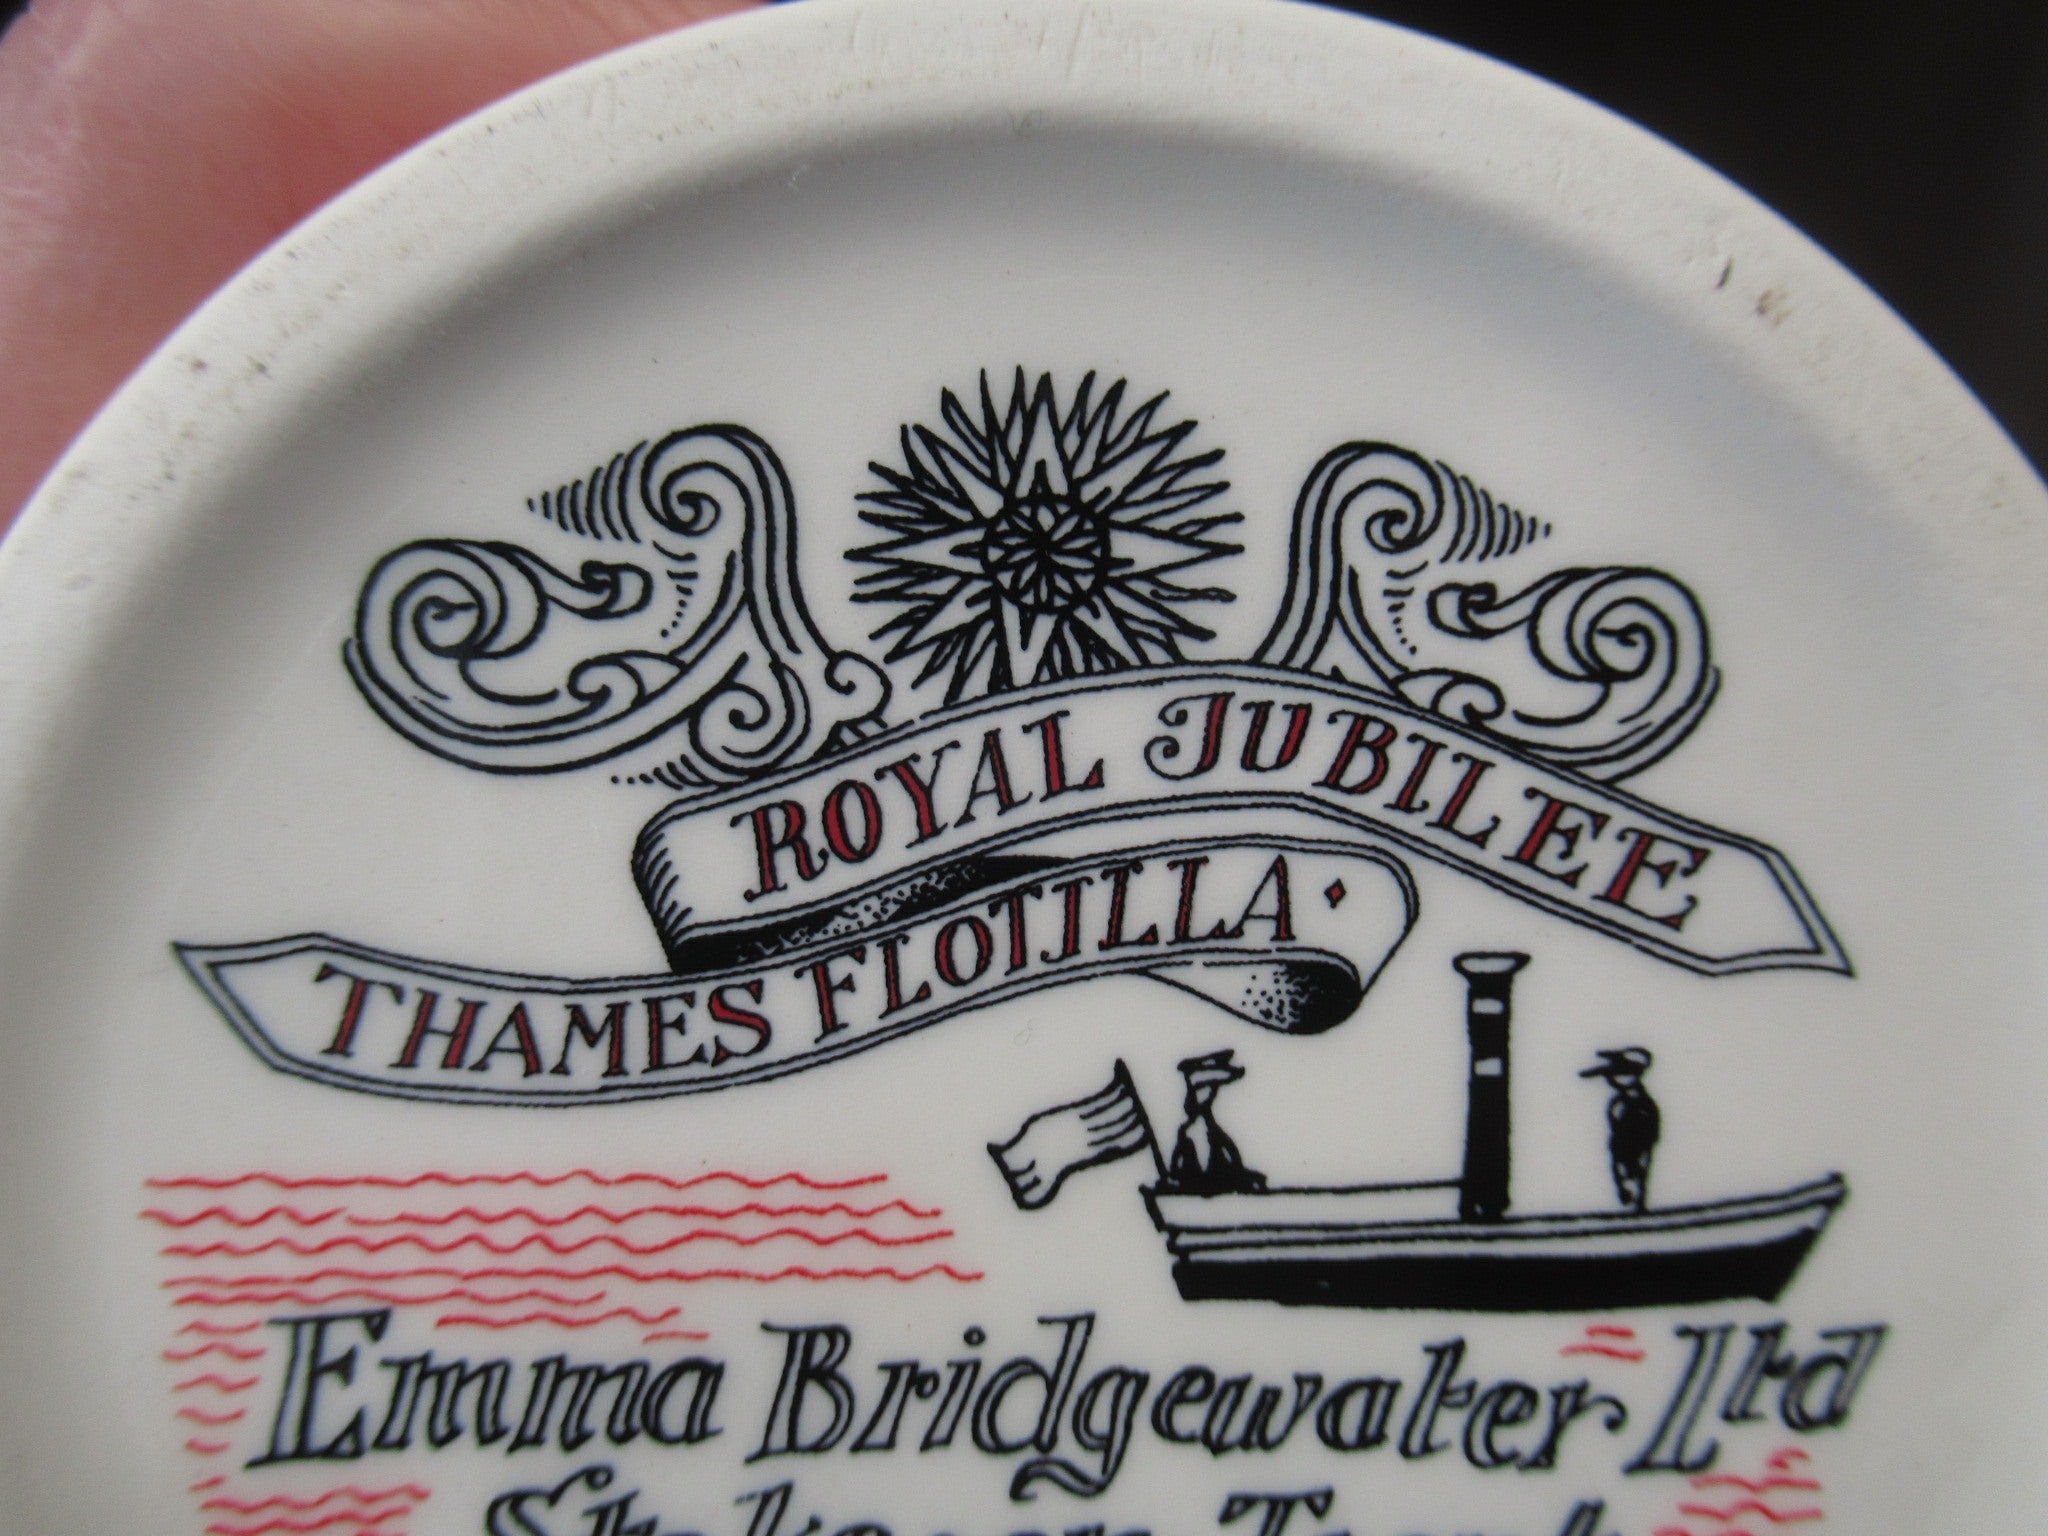 ROYAL JUBILEE
THAMES FLOTILLA
Emma Bridgewater Ltd